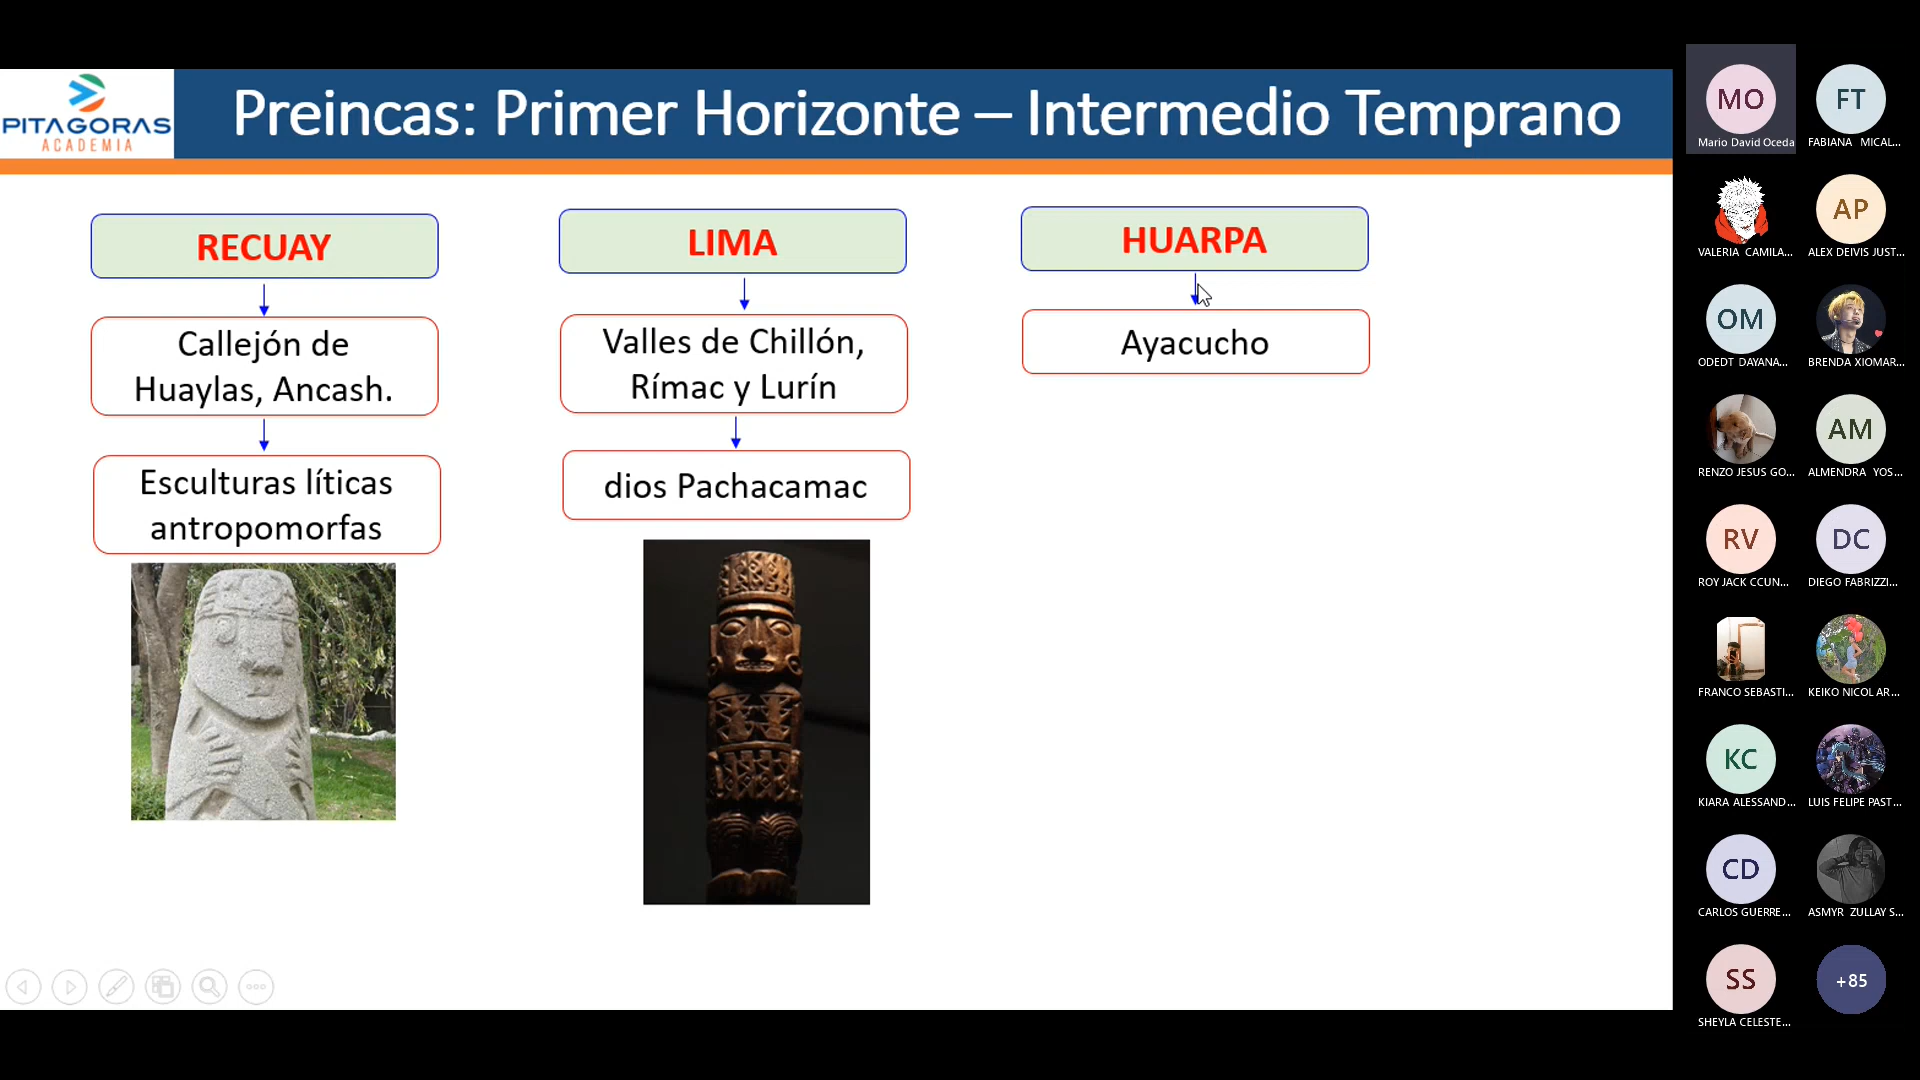 PITAGORAS
ACADEMIA
Preincas: Primer Horizonte – Intermedio Temprano
RECUAY
Callejón de
Huaylas, Ancash.
Esculturas líticas
antropomorfas
LIMA
Valles de Chillón,
Rímac y Lurín
dios Pachacamac
HUARPA
Ayacucho
MO
Mario David Oceda
FT
FABIANA MICAL...
VALERIA CAMILA...
AP
ALEX DEIVIS JUST...
OM
ODEDT DAYANA...
BRENDA XIOMAR...
RENZO JESUS GO...
AM
ALMENDRA YOS...
RV
ROY JACK CCUN...
DC
DIEGO FABRIZZI...
FRANCO SEBASTI...
KEIKO NICOL AR...
KC
KIARA ALESSAND...
LUIS FELIPE PAST...
CD
CARLOS GUERRE...
ASMYR ZULLAY S...
SS
SHEYLA CELESTE...
+85